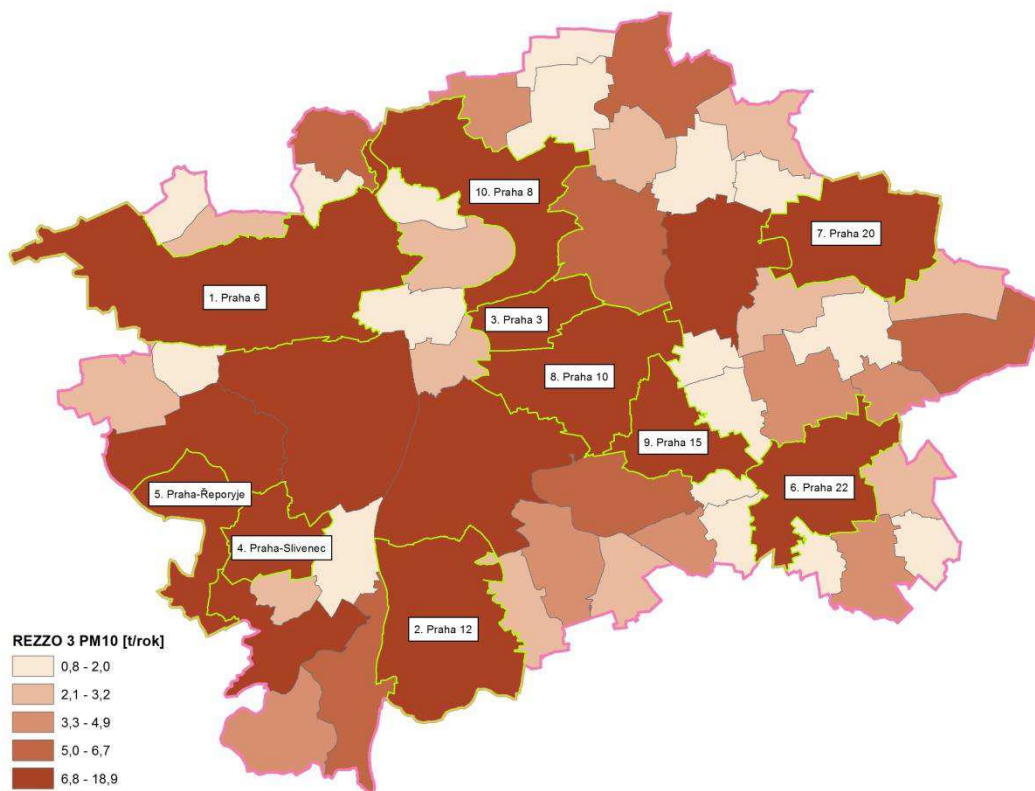 10. Praha 8
7. Praha 20
1. Praha 6
3. Praha 3
8. Praha 10
9. Praha 15
6. Praha 22
5. Praha-Řeporyje
4. Praha-Slivenec
2. Praha 12
REZZO 3 PM10 [t/rok]
0,8 - 2,0
2,1 - 3,2
3,3 - 4,9
5,0 - 6,7
6,8 - 18,9